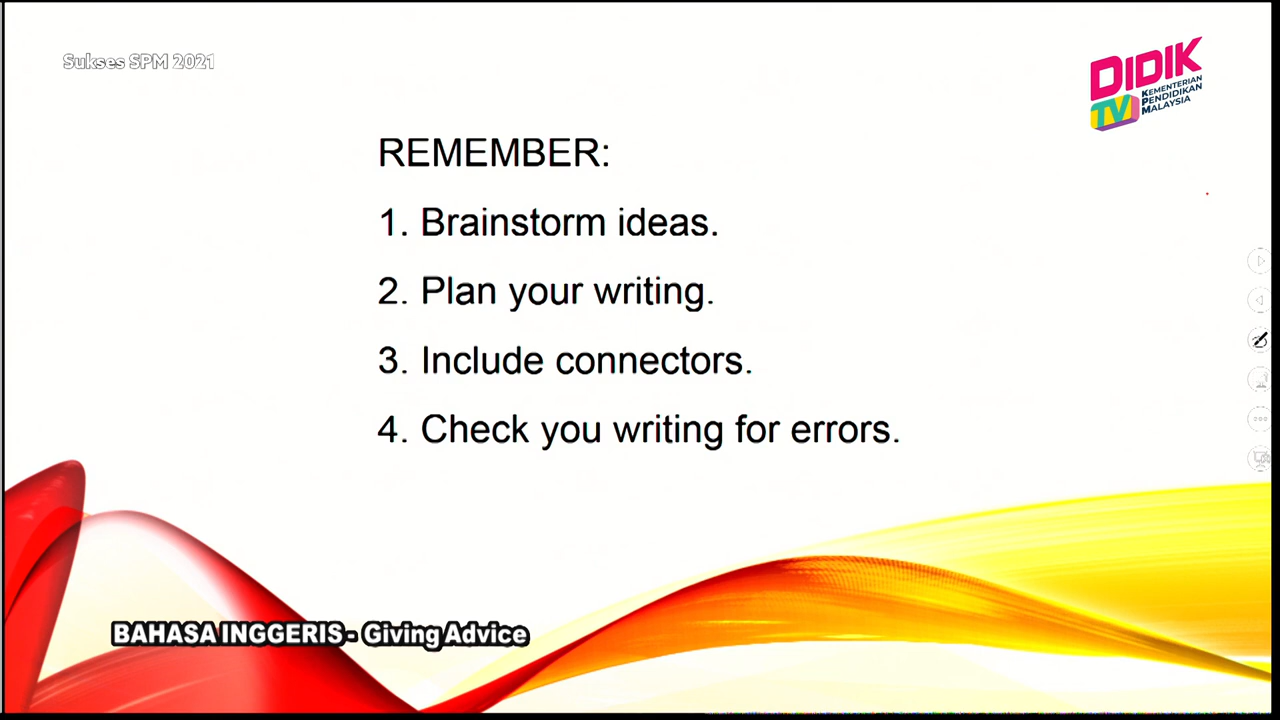 Sukses SPM 2021
DIDIK
TV
KEMENTERIAN
PENDIDIKAN
MALAYSIA
REMEMBER:
1. Brainstorm ideas.
2. Plan your writing.
3. Include connectors.
4. Check you writing for errors.
BAHASA INGGERIS - Giving Advice